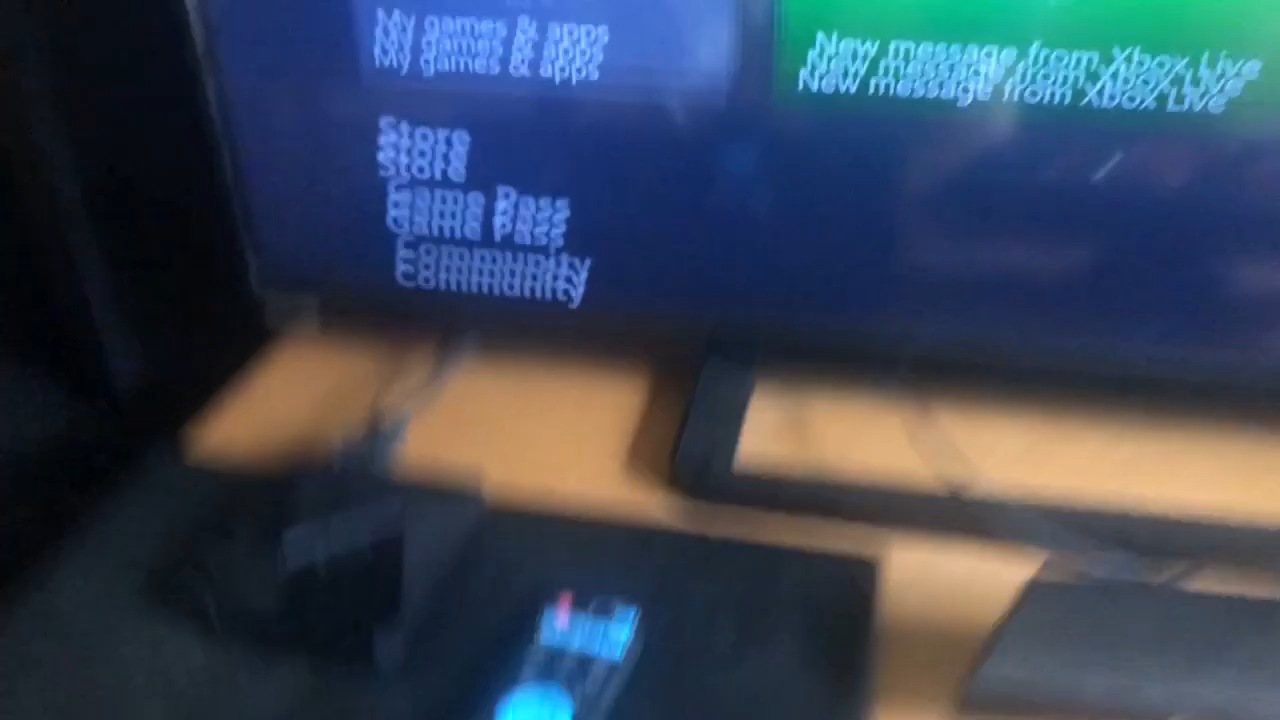 My games & apps
New message from Xbox Live
Store
Game Pass
Community